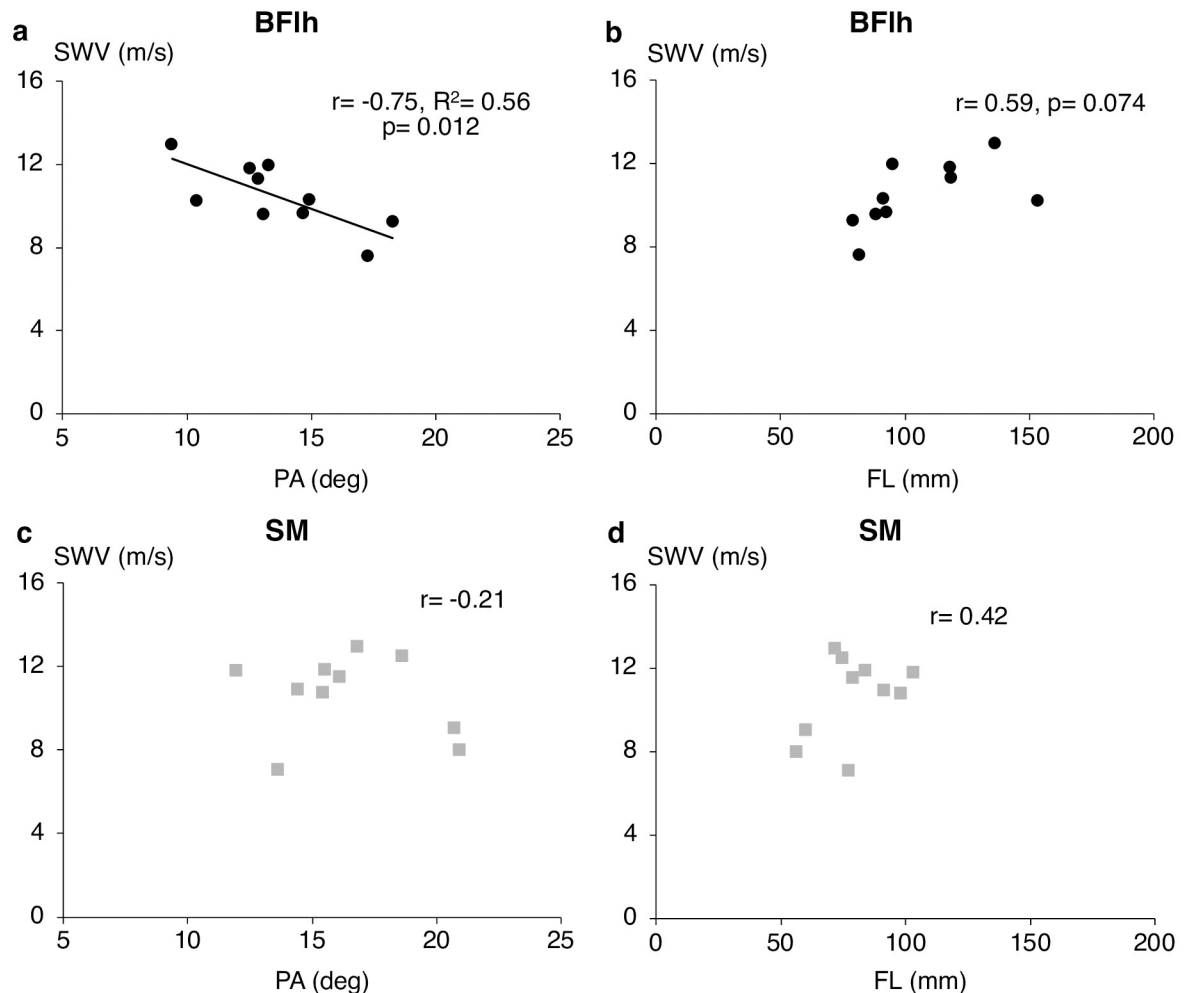 a
BFlh
SWV (m/s)
16
12
8
4
0
r= -0.75, R²= 0.56
p= 0.012
5 10 15 20 25
PA (deg)
b
BFlh
SWV (m/s)
16
12
8
4
0
r= 0.59, p= 0.074
0 50 100 150 200
FL (mm)
c
SM
SWV (m/s)
16
12
8
4
0
r= -0.21
5 10 15 20 25
PA (deg)
d
SM
SWV (m/s)
16
12
8
4
0
r= 0.42
0 50 100 150 200
FL (mm)